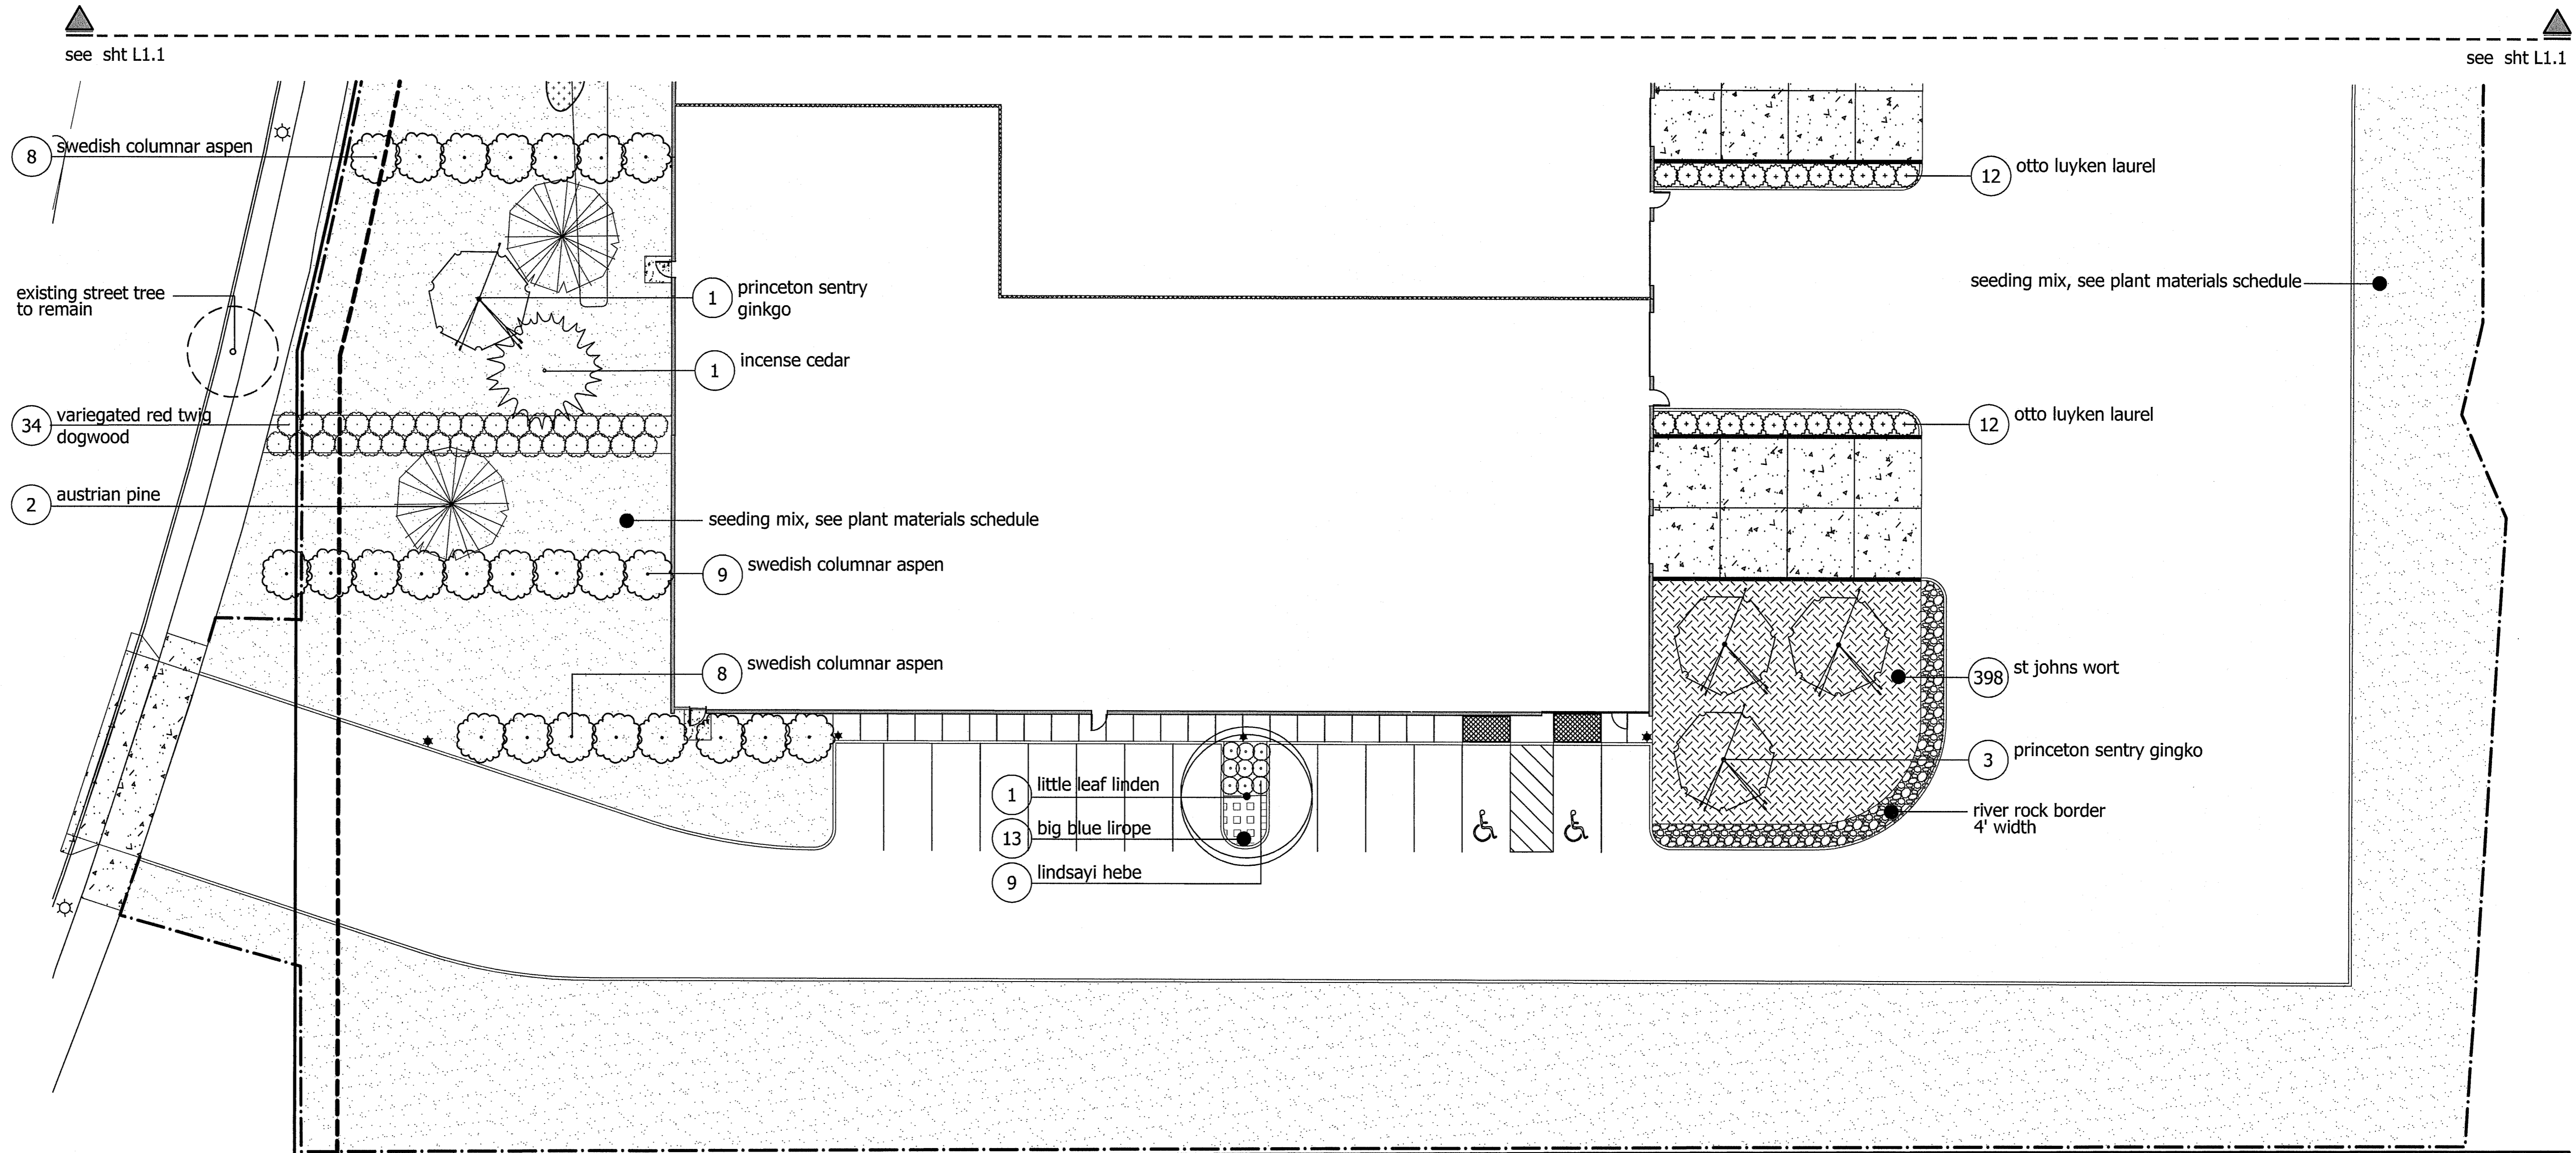 see sht L1.1
see sht L1.1
8 swedish columnar aspen
12 otto luyken laurel
existing street tree
to remain
1 princeton sentry
ginkgo
seeding mix, see plant materials schedule
1 incense cedar
34 variegated red twig
dogwood
12 otto luyken laurel
2 austrian pine
seeding mix, see plant materials schedule
9 swedish columnar aspen
8 swedish columnar aspen
398 st johns wort
3 princeton sentry gingko
1 little leaf linden
river rock border
4' width
13 big blue lirope
9 lindsayi hebe